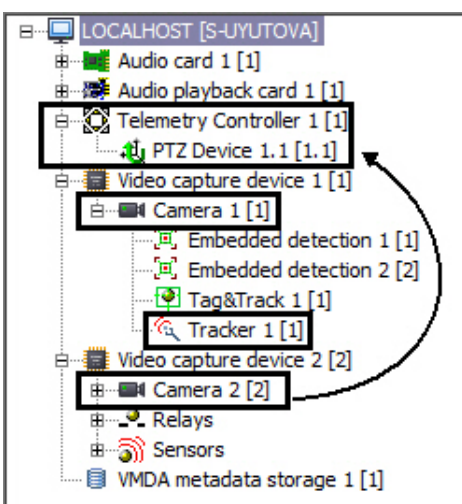 LOCALHOST [S-UYUTOVA]
Audio card 1 [1]
Audio playback card 1 [1]
Telemetry Controller 1 [1]
PTZ Device 1.1 [1.1]
Video capture device 1 [1]
Camera 1 [1]
Embedded detection 1 [1]
Embedded detection 2 [2]
Tag&Track 1 [1]
Tracker 1 [1]
Video capture device 2 [2]
Camera 2 [2]
Relays
Sensors
VMDA metadata storage 1 [1]